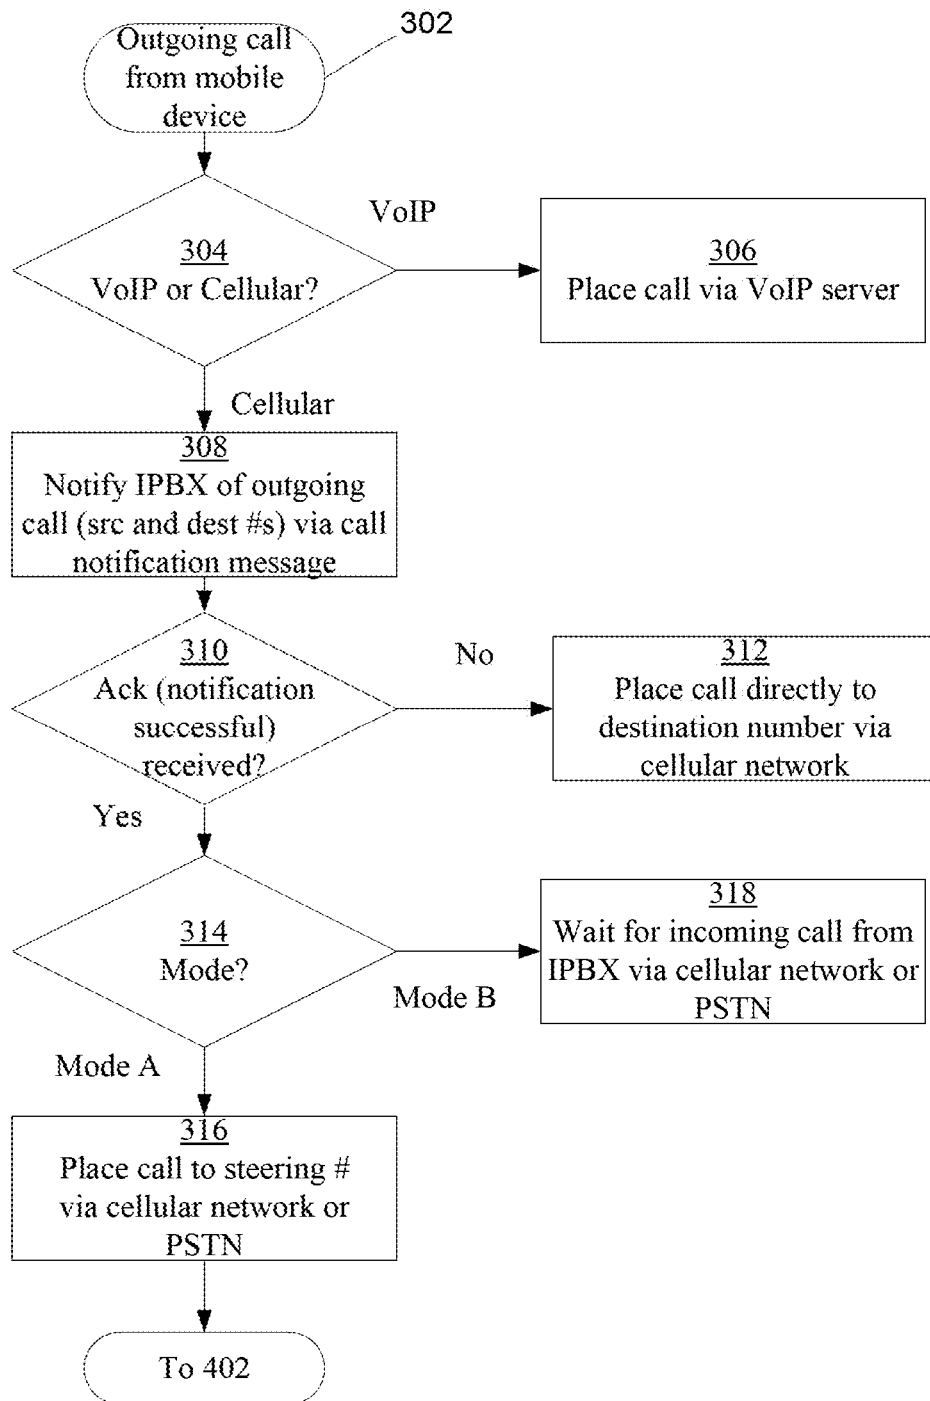 302
Outgoing call
from mobile
device
VoIP
304
VoIP or Cellular?
306
Place call via VoIP server
Cellular
308
Notify IPBX of outgoing
call (src and dest #s) via call
notification message
310
Ack (notification
successful)
received?
No
312
Place call directly to
destination number via
cellular network
Yes
314
Mode?
Mode B
318
Wait for incoming call from
IPBX via cellular network or
PSTN
Mode A
316
Place call to steering #
via cellular network or
PSTN
To 402